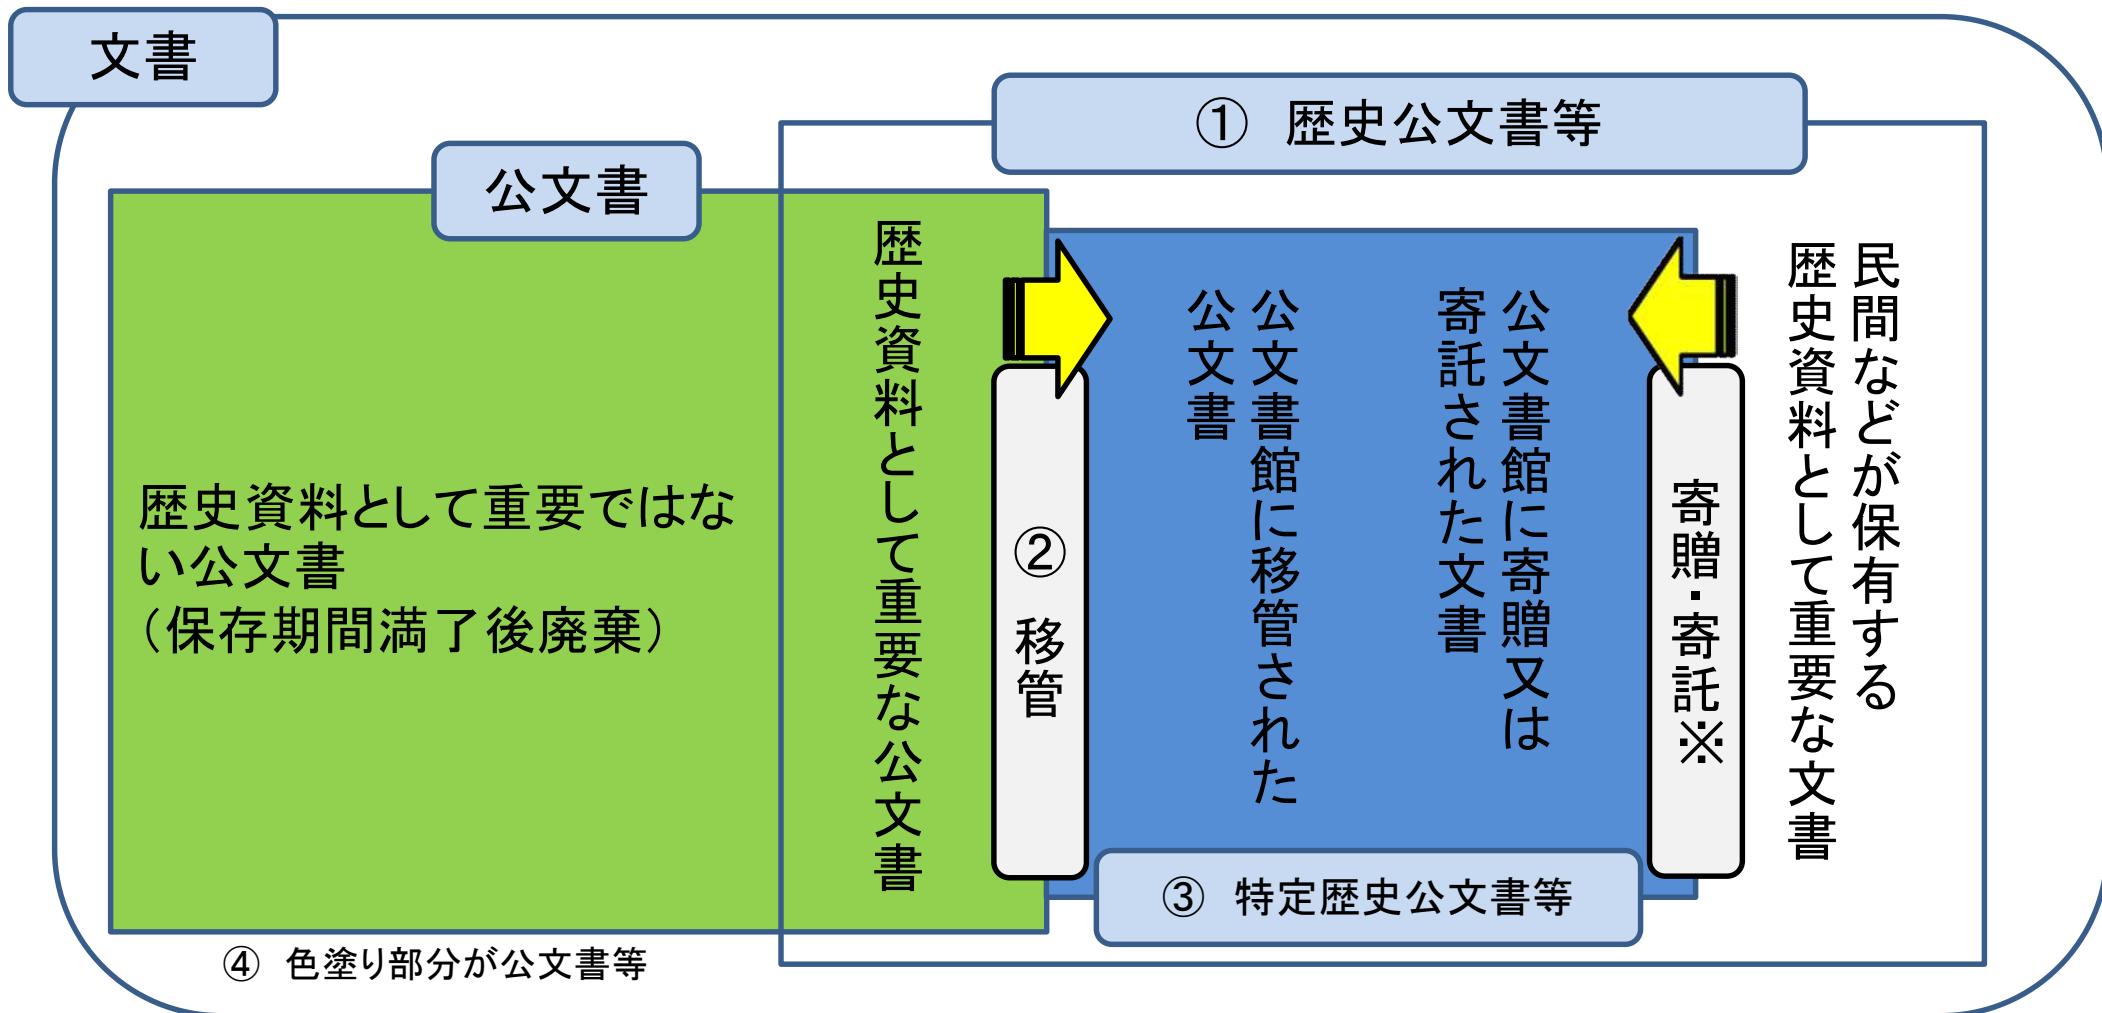 文書
① 歴史公文書等
公文書
歴史資料として重要ではな
い公文書
（保存期間満了後廃棄）
歴史資料として重要な公文書
② 移管
公文書館に移管された
公文書
公文書館に寄贈又は
寄託された文書
寄贈・寄託※
民間などが保有する
歴史資料として重要な文書
③ 特定歴史公文書等
④ 色塗り部分が公文書等